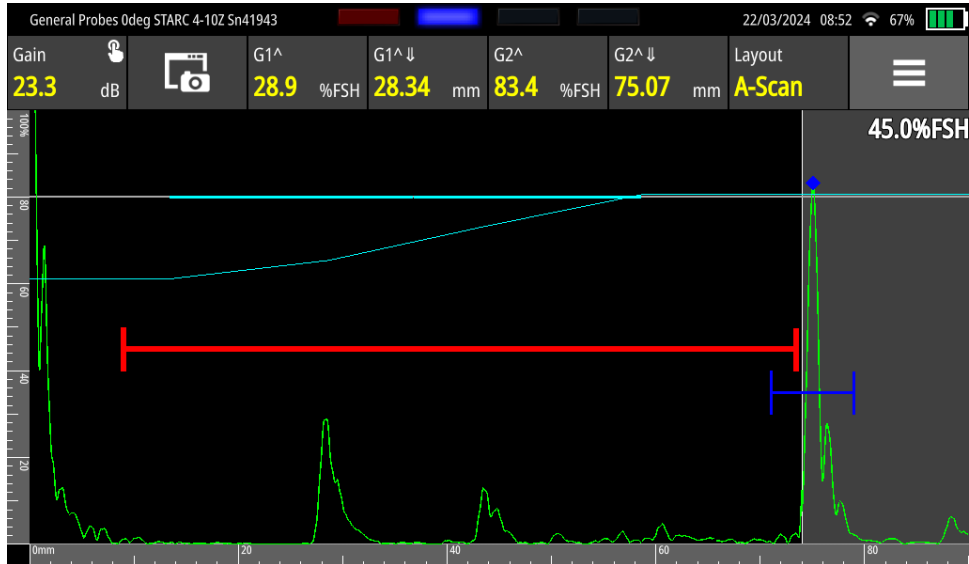 General Probes 0deg STARC 4-10Z Sn41943 22/03/2024 08:52 67%
Gain G1^ G1^⇓ G2^ G2^⇓ Layout
23.3 dB 28.9 %FSH 28.34 mm 83.4 %FSH 75.07 mm A-Scan
45.0%FSH
100%
80
60
40
20
0mm 20 40 60 80